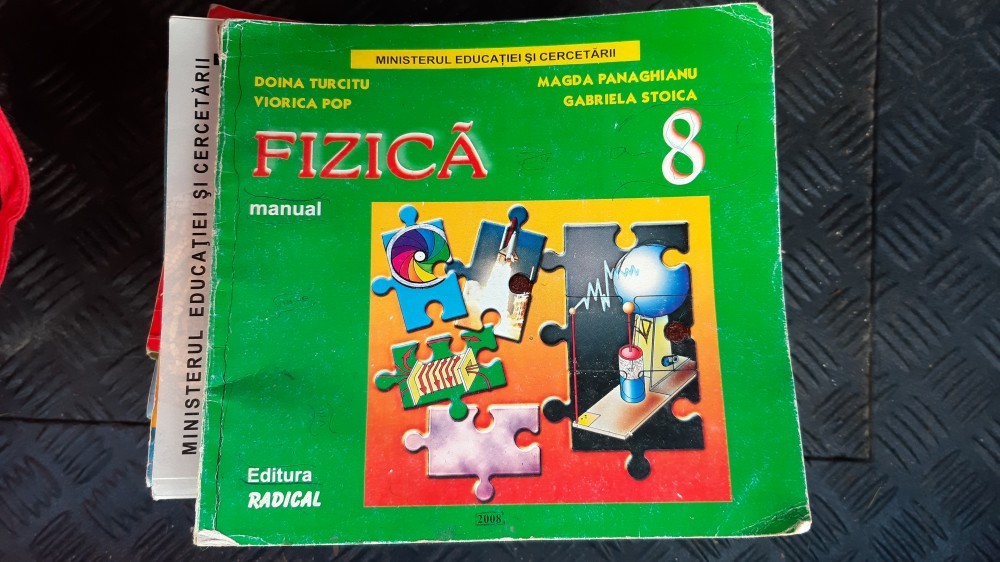 MINISTERUL EDUCAȚIEI ȘI CERCETĂRII
MINISTERUL EDUCAȚIEI ȘI CERCETĂRII
DOINA TURCITU
VIORICA POP
MAGDA PANAGHIANU
GABRIELA STOICA
FIZICĂ
8
manual
Editura
RADICAL
2008